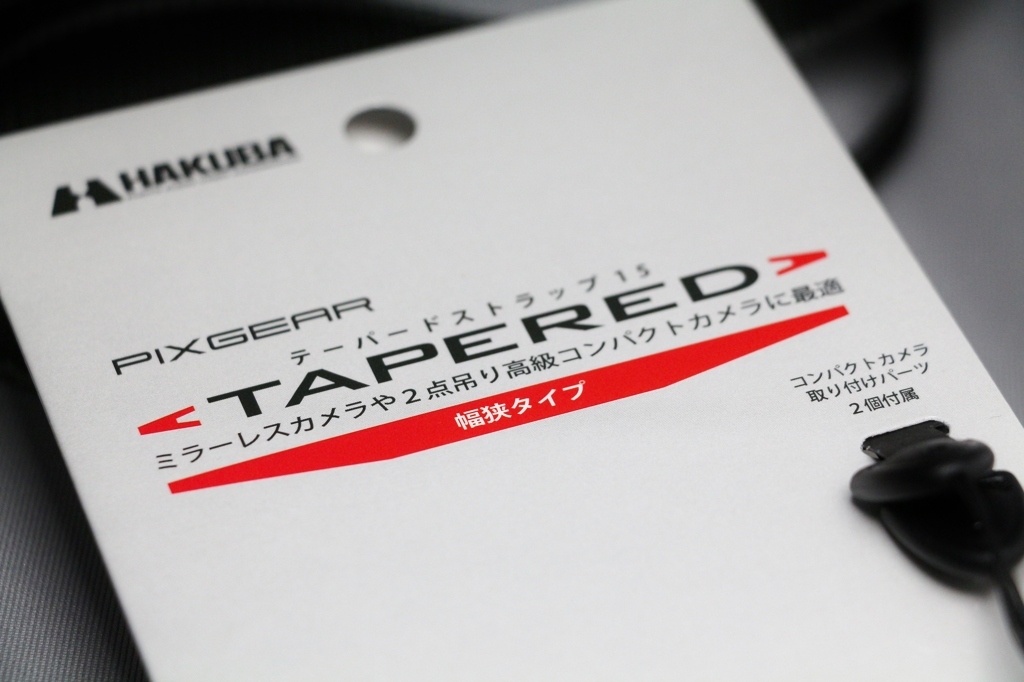 HAKUBA
PIXGEAR
テーパードストラップ 15
TAPERED
ミラーレスカメラや2点吊り高級コンパクトカメラに最適
幅狭タイプ
コンパクトカメラ
取り付けパーツ
2個付属